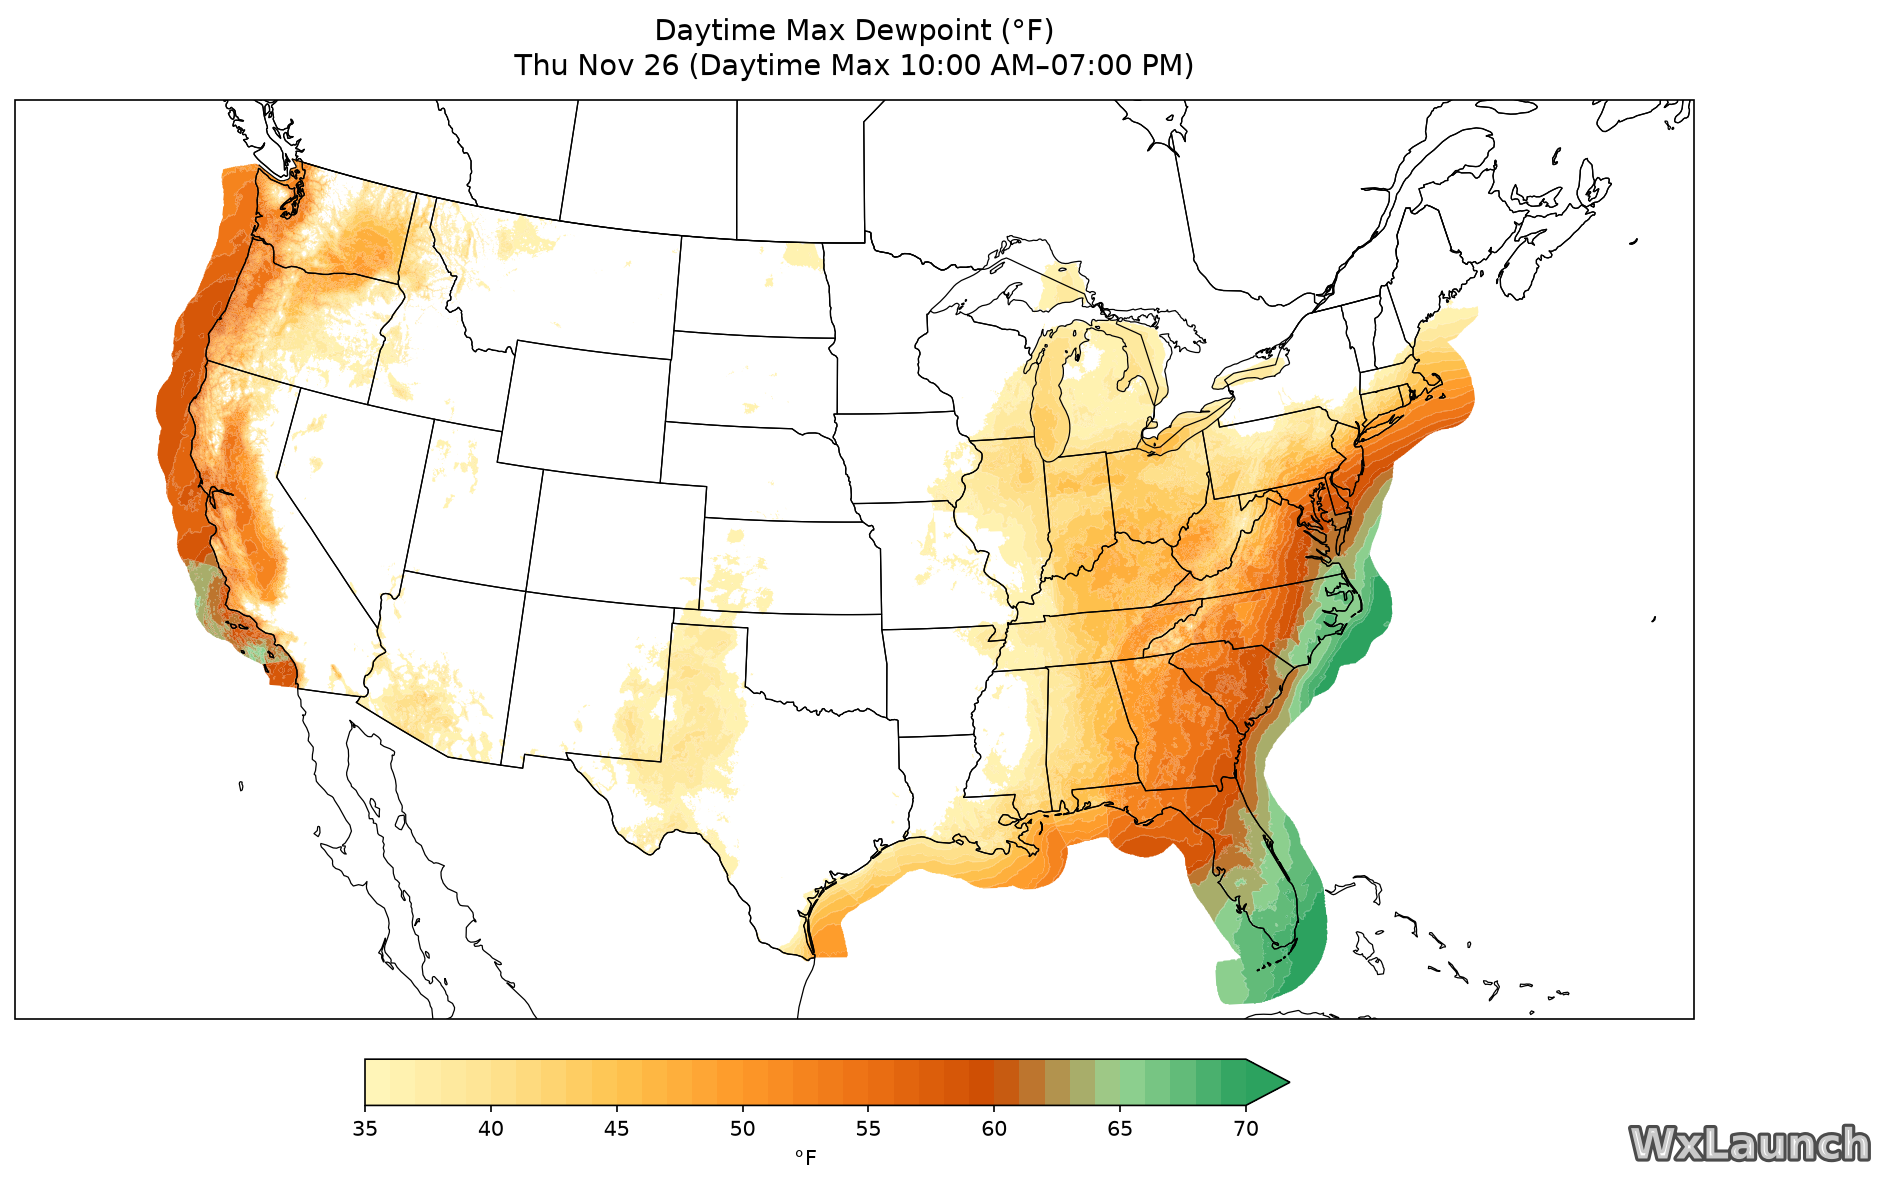 Daytime Max Dewpoint (°F)
Thu Nov 26 (Daytime Max 10:00 AM–07:00 PM)
35 40 45 50 55 60 65 70
°F
WxLaunch